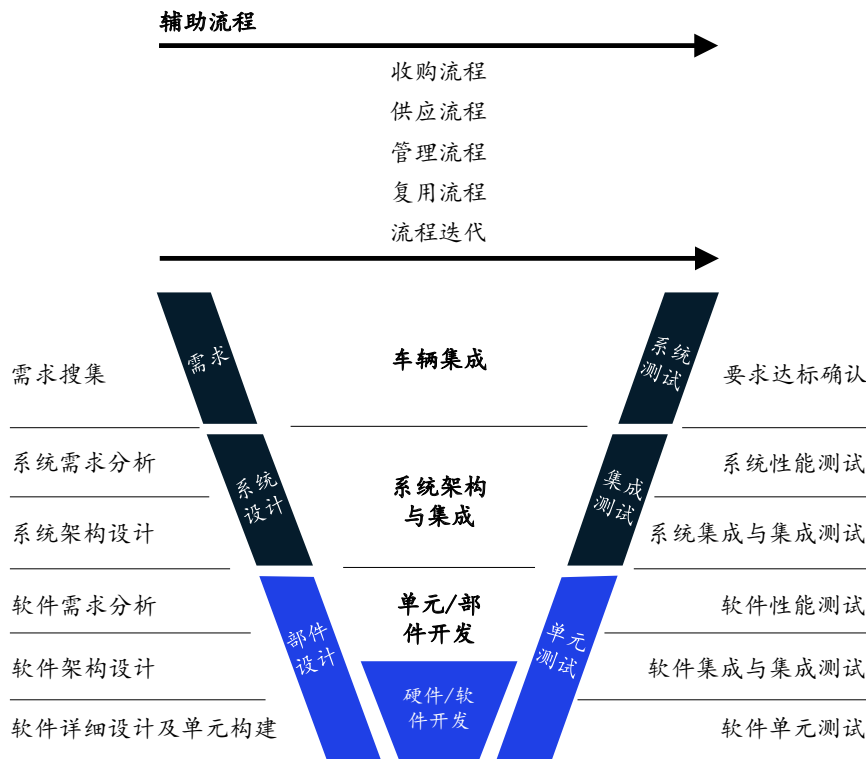 辅助流程
收购流程
供应流程
管理流程
复用流程
流程迭代
需求搜集
需求
车辆集成
系统
测试
要求达标确认
系统需求分析
系统
设计
系统架构
与集成
集成
测试
系统性能测试
系统架构设计
系统集成与集成测试
软件需求分析
部件
设计
单元/部
件开发
单元
测试
软件性能测试
软件架构设计
硬件/软
件开发
软件集成与集成测试
软件详细设计及单元构建
软件单元测试